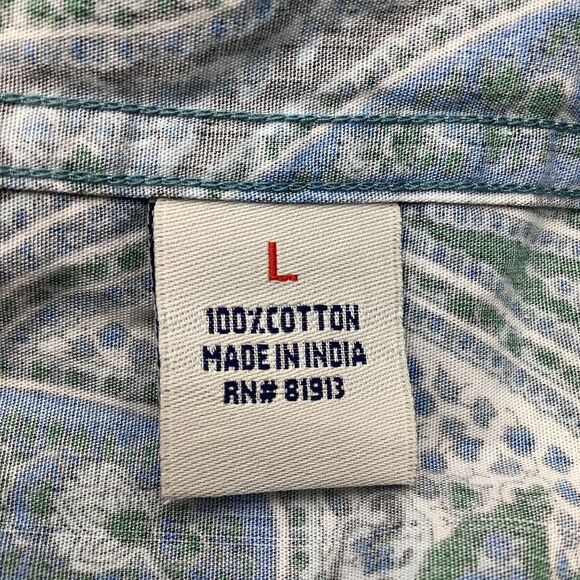 L
100%COTTON
MADE IN INDIA
RN# 81913